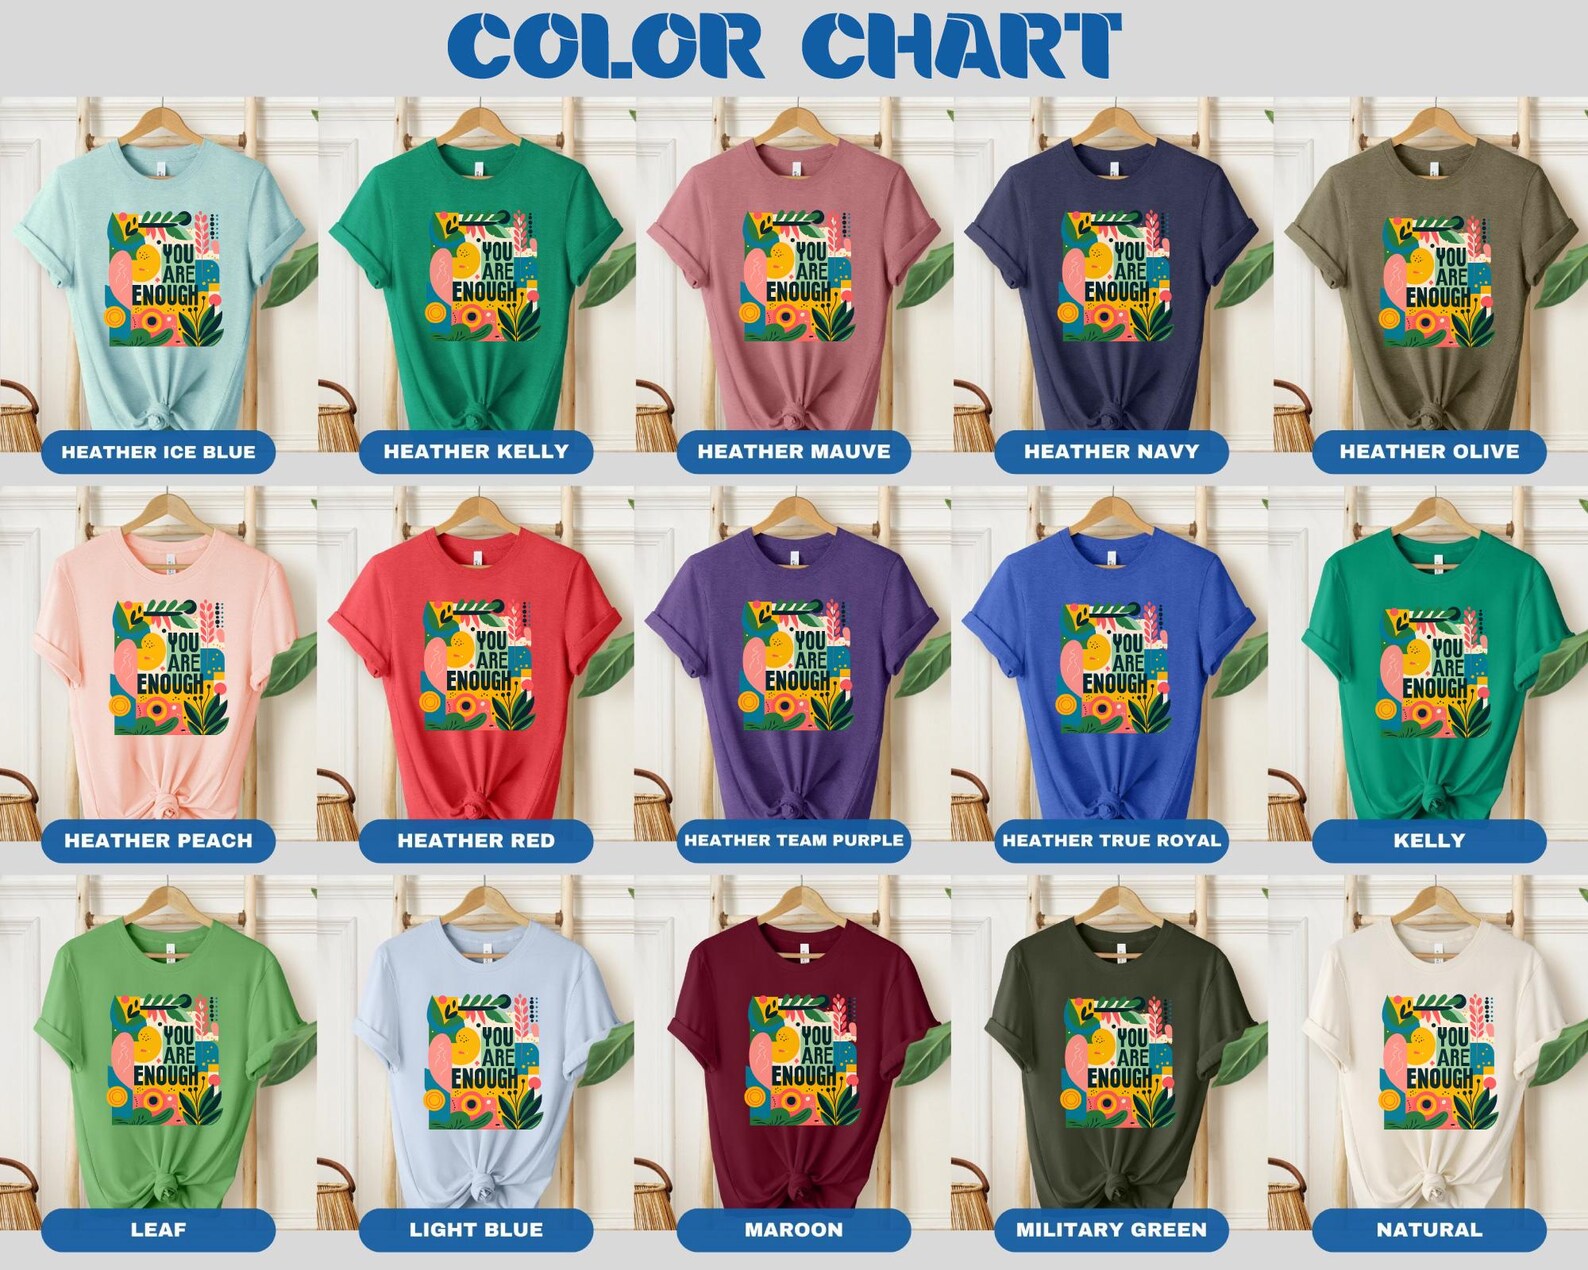 COLOR CHART
YOU
ARE
ENOUGH
YOU
ARE
ENOUGH
YOU
ARE
ENOUGH
YOU
ARE
ENOUGH
YOU
ARE
ENOUGH
HEATHER ICE BLUE
HEATHER KELLY
HEATHER MAUVE
HEATHER NAVY
HEATHER OLIVE
YOU
ARE
ENOUGH
YOU
ARE
ENOUGH
YOU
ARE
ENOUGH
YOU
ARE
ENOUGH
YOU
ARE
ENOUGH
HEATHER PEACH
HEATHER RED
HEATHER TEAM PURPLE
HEATHER TRUE ROYAL
KELLY
YOU
ARE
ENOUGH
YOU
ARE
ENOUGH
YOU
ARE
ENOUGH
YOU
ARE
ENOUGH
YOU
ARE
ENOUGH
LEAF
LIGHT BLUE
MAROON
MILITARY GREEN
NATURAL